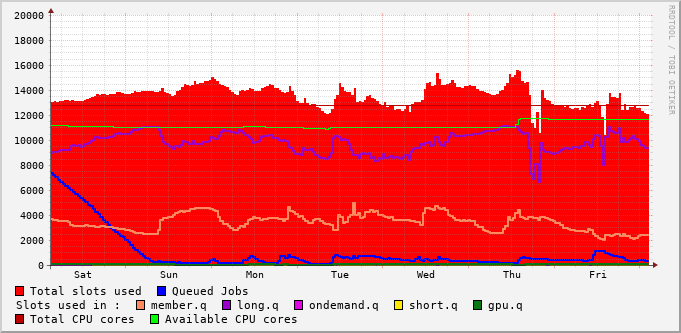 20000
18000
16000
14000
12000
10000
8000
6000
4000
2000
0
Sat Sun Mon Tue Wed Thu Fri
RRDTOOL / TOBI OETIKER
Total slots used Queued Jobs
Slots used in : member.q long.q ondemand.q short.q gpu.q
Total CPU cores Available CPU cores